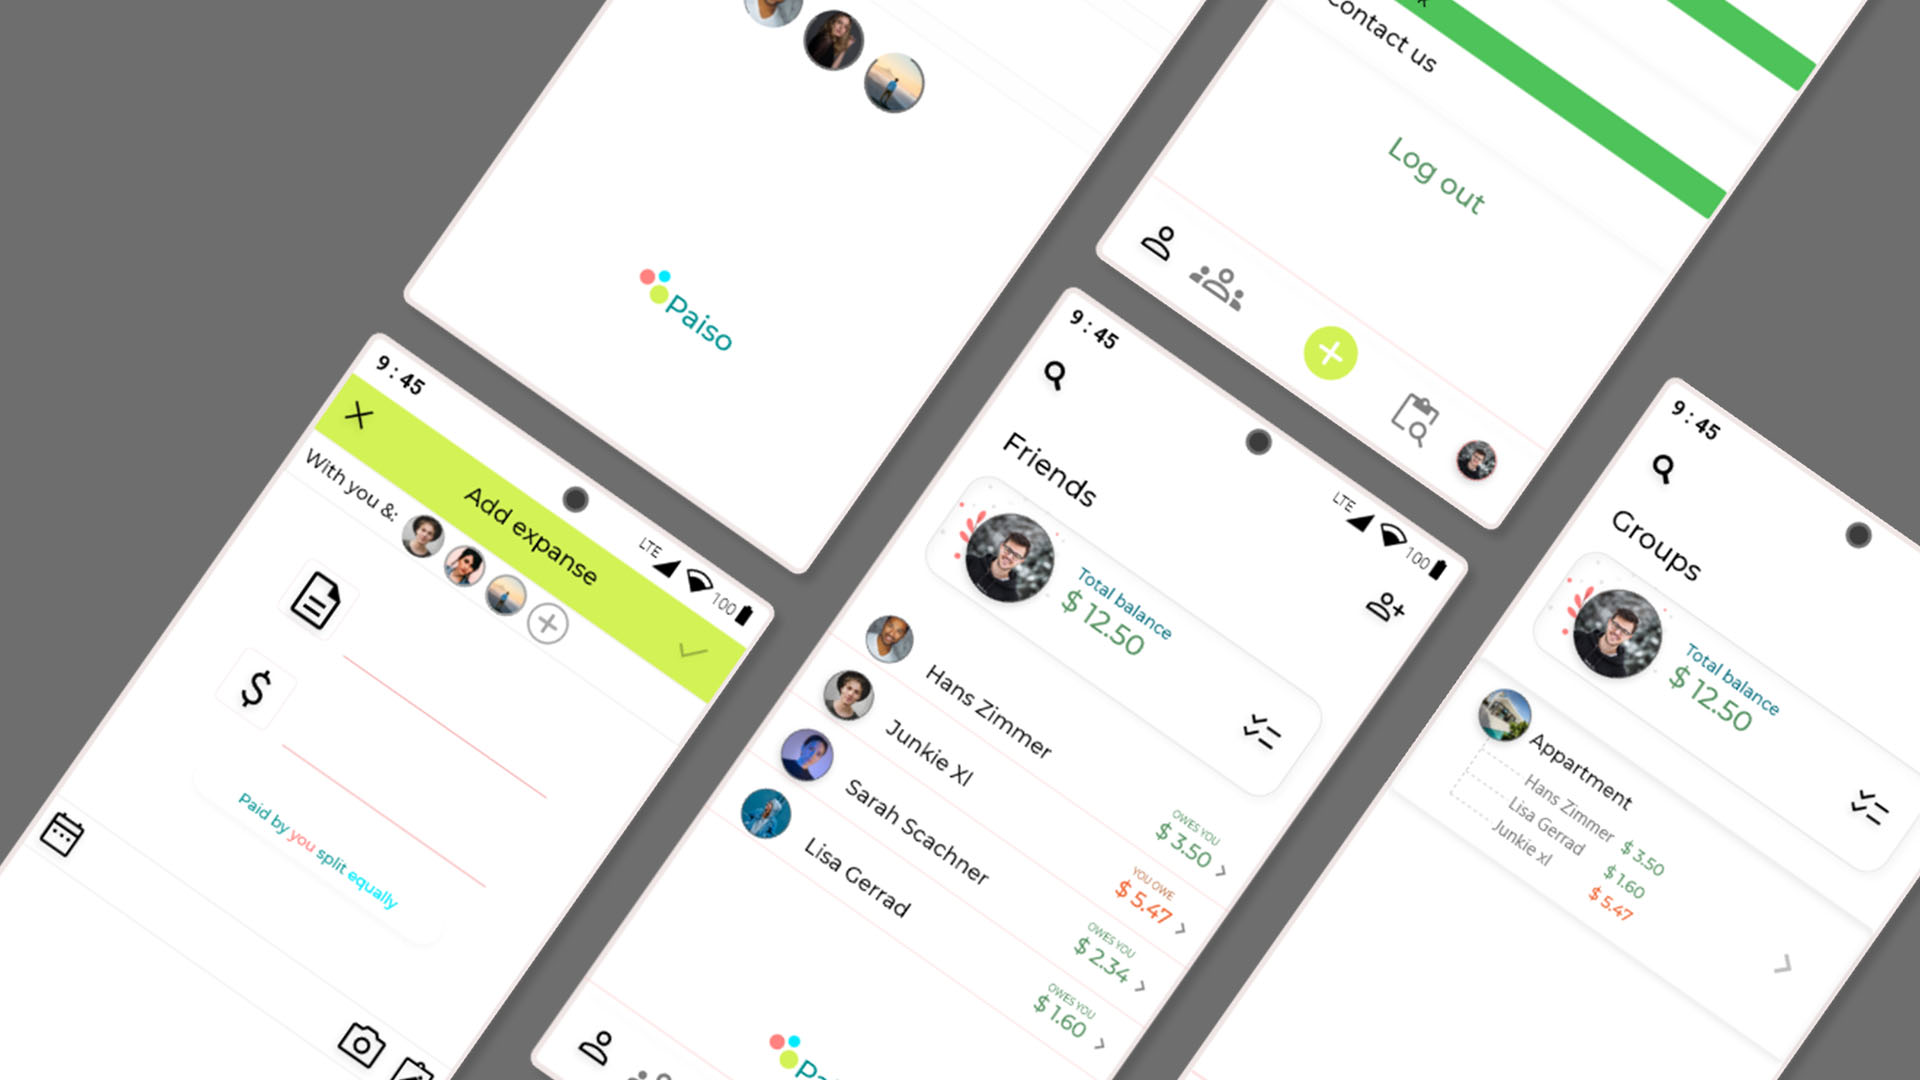 Paiso
k
Contact us
Log out
9:45
Add expanse
LTE
100
With you &:
$
Paid by you split equally
9:45
LTE
100
Friends
Total balance
$ 12.50
Hans Zimmer
OWES YOU
$ 3.50
Junkie Xl
YOU OWE
$ 5.47
Sarah Scachner
OWES YOU
$ 2.34
Lisa Gerrad
OWES YOU
$ 1.60
Pa
9:45
Groups
Total balance
$ 12.50
Appartment
Hans Zimmer $ 3.50
Lisa Gerrad $ 1.60
Junkie xl $ 5.47